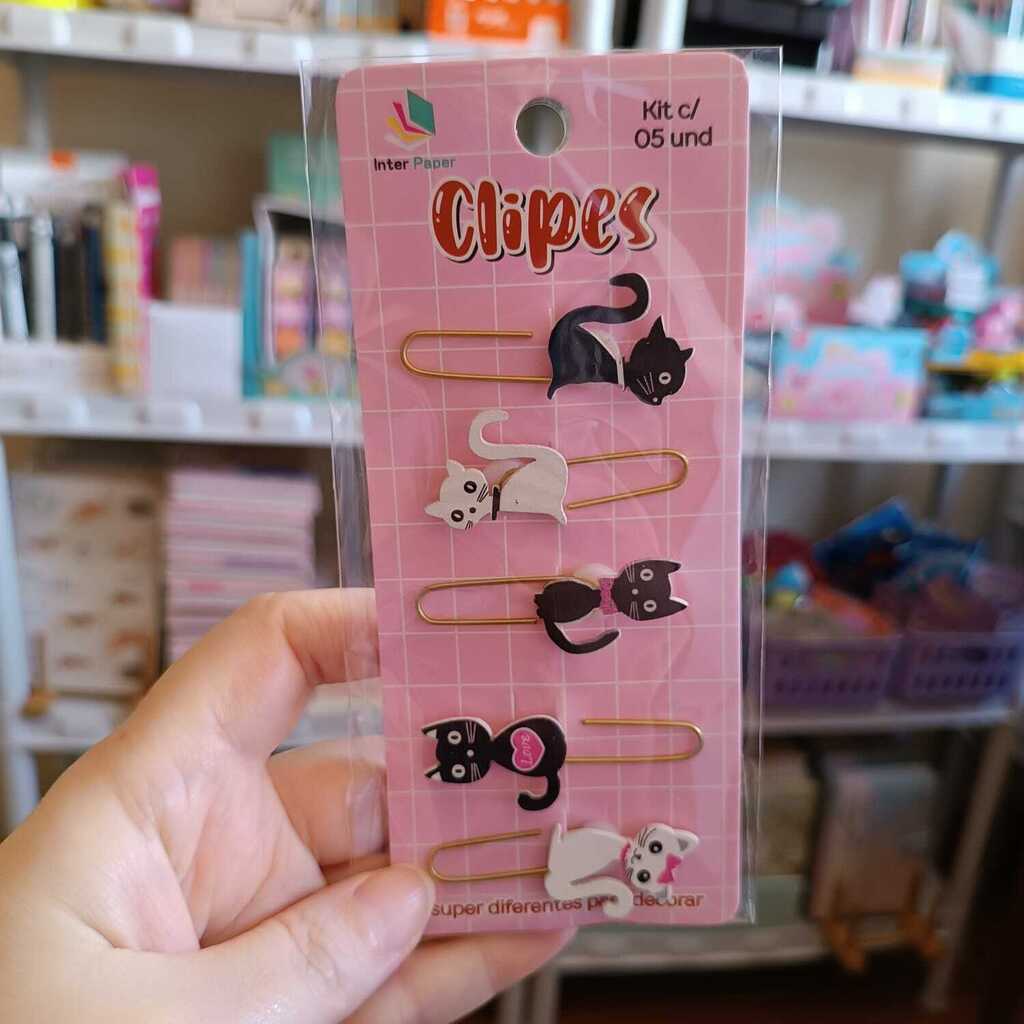 Inter Paper
Kit c/
05 und
Clipes
Love
super diferentes pra decorar